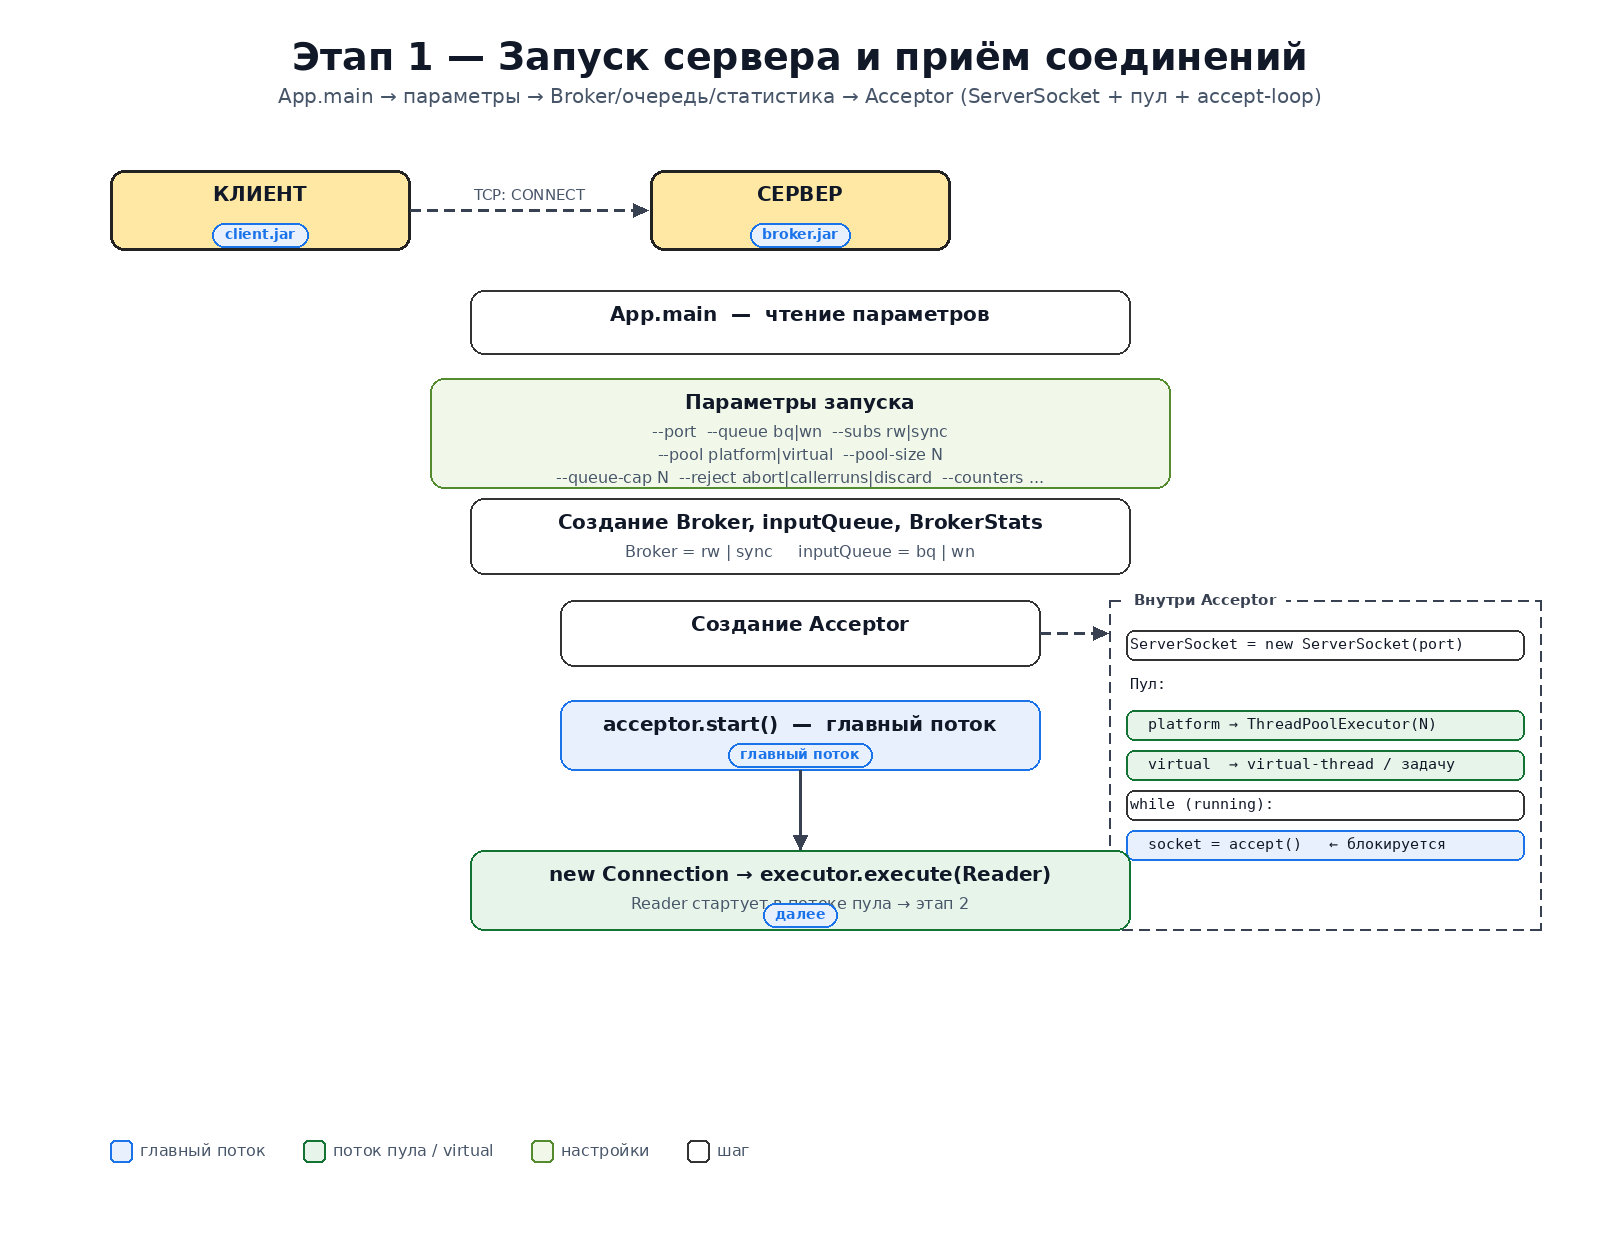 Этап 1 — Запуск сервера и приём соединений
App.main → параметры → Broker/очередь/статистика → Acceptor (ServerSocket + пул + accept-loop)
КЛИЕНТ
client.jar
TCP: CONNECT
СЕРВЕР
broker.jar
App.main — чтение параметров
Параметры запуска
--port --queue bq|wn --subs rw|sync
--pool platform|virtual --pool-size N
--queue-cap N --reject abort|callerruns|discard --counters ...
Создание Broker, inputQueue, BrokerStats
Broker = rw | sync inputQueue = bq | wn
Создание Acceptor
acceptor.start() — главный поток
главный поток
Внутри Acceptor
ServerSocket = new ServerSocket(port)
Пул:
platform → ThreadPoolExecutor(N)
virtual → virtual-thread / задачу
while (running):
socket = accept() ← блокируется
new Connection → executor.execute(Reader)
Reader стартует в потоке пула → этап 2
далее
главный поток
поток пула / virtual
настройки
шаг